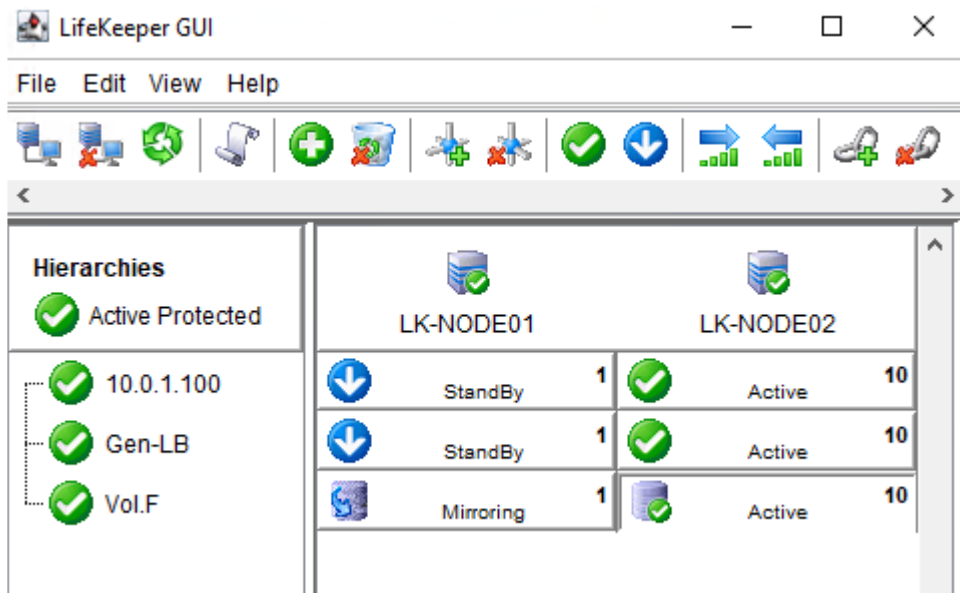 LifeKeeper GUI
File Edit View Help
Hierarchies
Active Protected
LK-NODE01 LK-NODE02
10.0.1.100 StandBy 1 Active 10
Gen-LB StandBy 1 Active 10
Vol.F Mirroring 1 Active 10